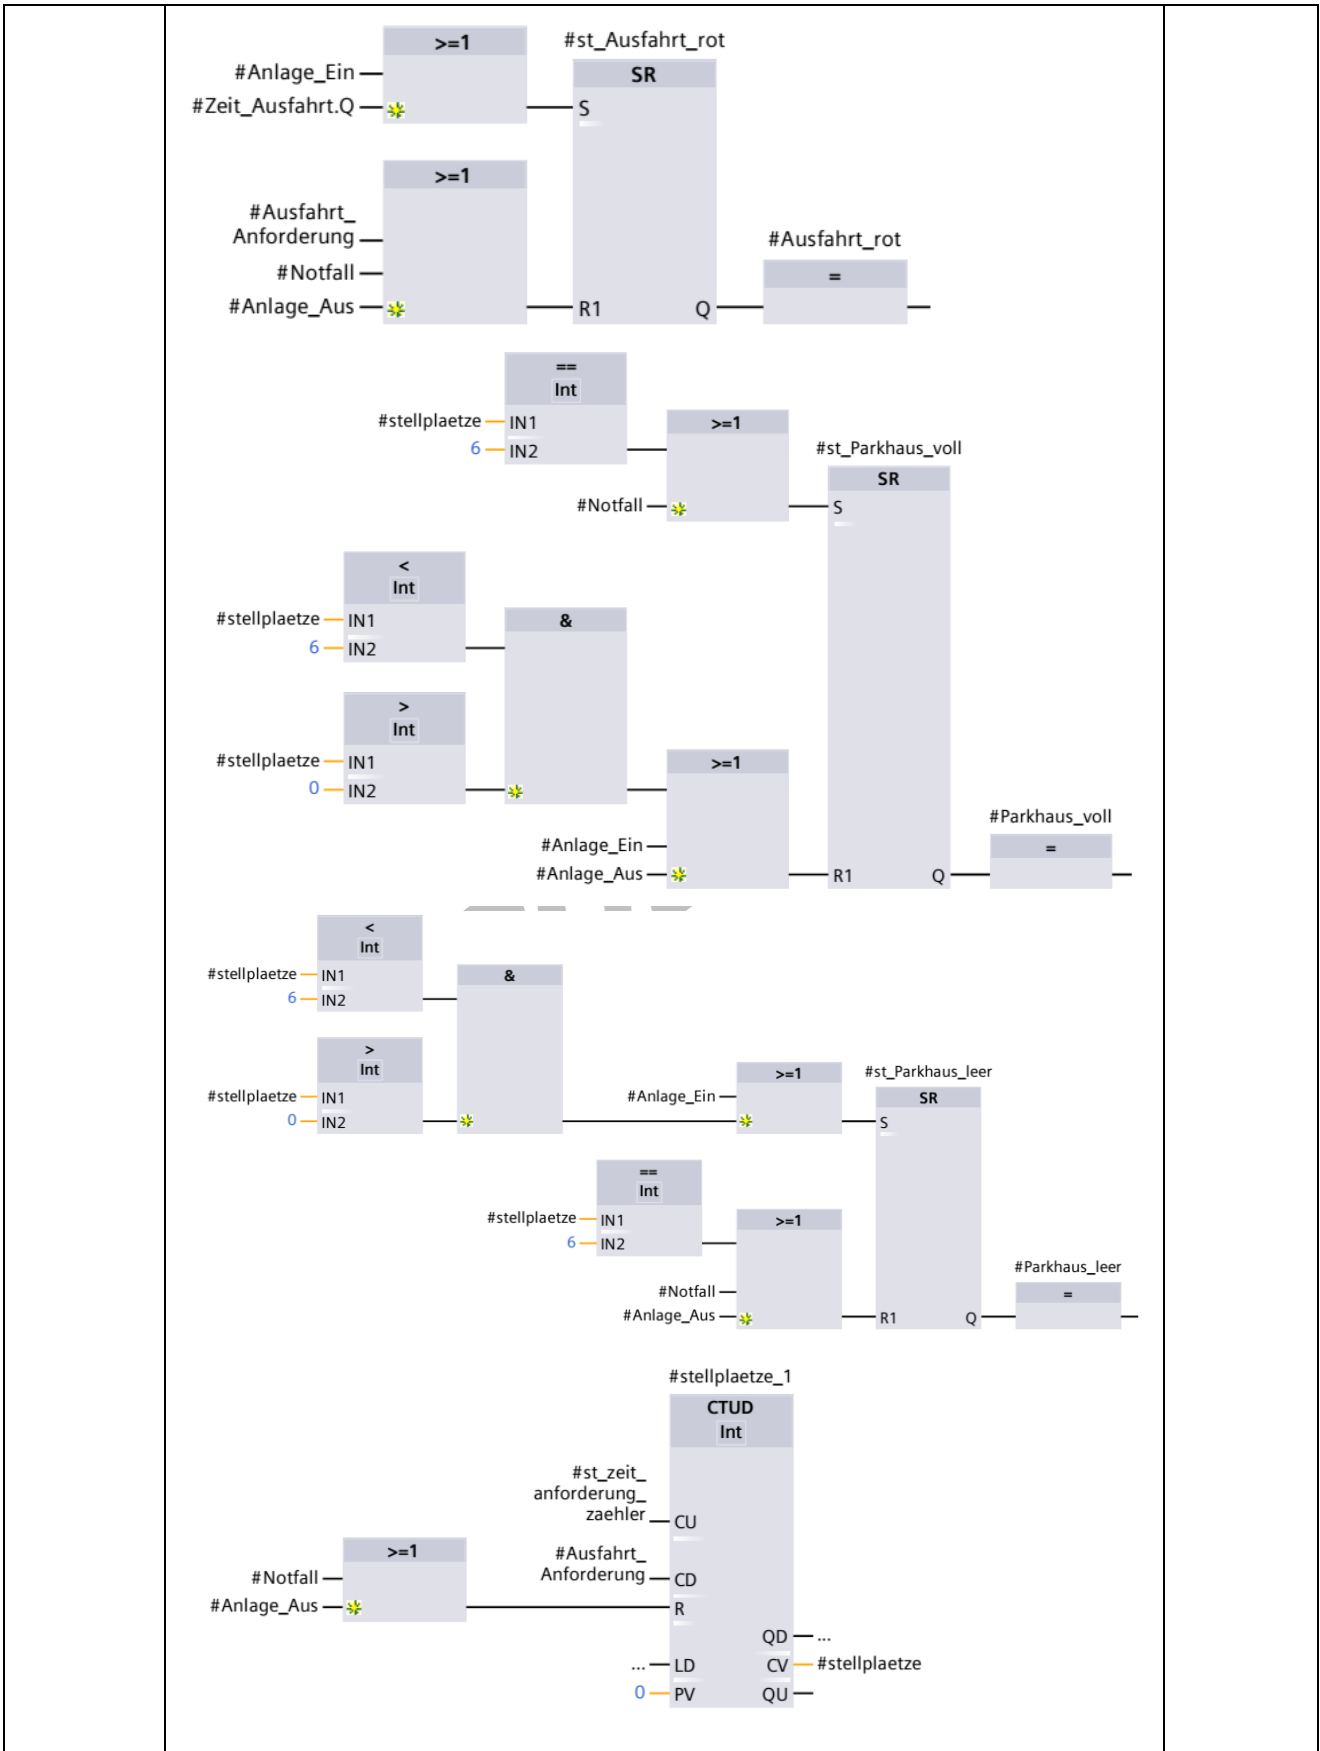 >=1
#st_Ausfahrt_rot
#Anlage_Ein
SR
#Zeit_Ausfahrt.Q
S
>=1
#Ausfahrt_
Anforderung
#Notfall
#Ausfahrt_rot
=
#Anlage_Aus
R1 Q
==
Int
#stellplaetze IN1
6 IN2
>=1
#st_Parkhaus_voll
SR
#Notfall
S
<
Int
#stellplaetze IN1
6 IN2
&
>
Int
#stellplaetze IN1
0 IN2
>=1
#Anlage_Ein
#Anlage_Aus
#Parkhaus_voll
=
R1 Q
<
Int
#stellplaetze IN1
6 IN2
&
>
Int
#stellplaetze IN1
0 IN2
#Anlage_Ein
>=1
#st_Parkhaus_leer
SR
S
==
Int
#stellplaetze IN1
6 IN2
>=1
#Notfall
#Anlage_Aus
#Parkhaus_leer
=
R1 Q
#stellplaetze_1
CTUD
Int
#st_zeit_
anforderung_
zaehler
CU
>=1
#Ausfahrt_
Anforderung
CD
#Notfall
#Anlage_Aus
R
QD ...
... LD
CV #stellplaetze
0 PV
QU